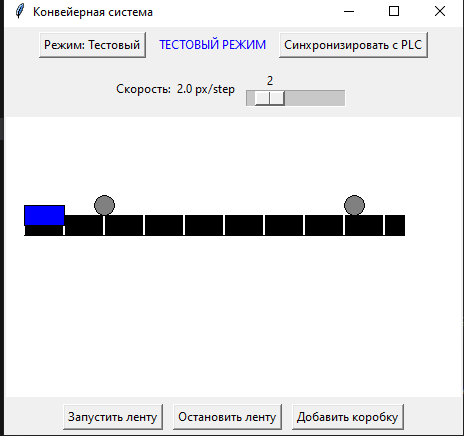 Конвейерная система
Режим: Тестовый ТЕСТОВЫЙ РЕЖИМ Синхронизировать с PLC
2
Скорость: 2.0 px/step
Запустить ленту Остановить ленту Добавить коробку